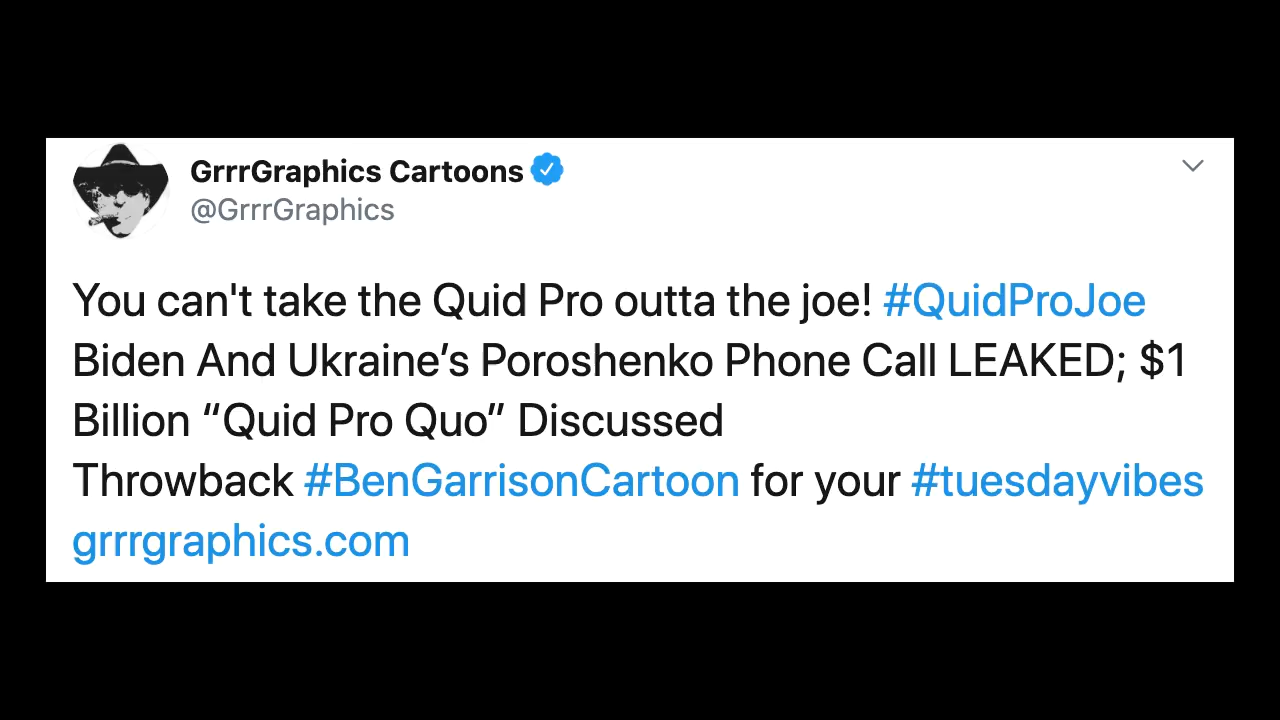 GrrrGraphics Cartoons
@GrrrGraphics
You can't take the Quid Pro outta the joe! #QuidProJoe
Biden And Ukraine’s Poroshenko Phone Call LEAKED; $1
Billion “Quid Pro Quo” Discussed
Throwback #BenGarrisonCartoon for your #tuesdayvibes
grrrgraphics.com